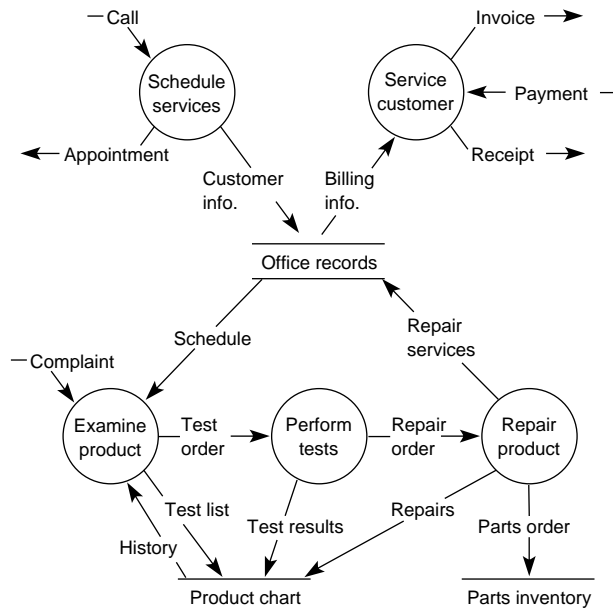 Call
Invoice
Schedule
services
Service
customer
Payment
Appointment
Receipt
Customer
info.
Billing
info.
Office records
Schedule
Repair
services
Complaint
Examine
product
Test
order
Perform
tests
Repair
order
Repair
product
Test list
Test results
Repairs
Parts order
History
Product chart
Parts inventory